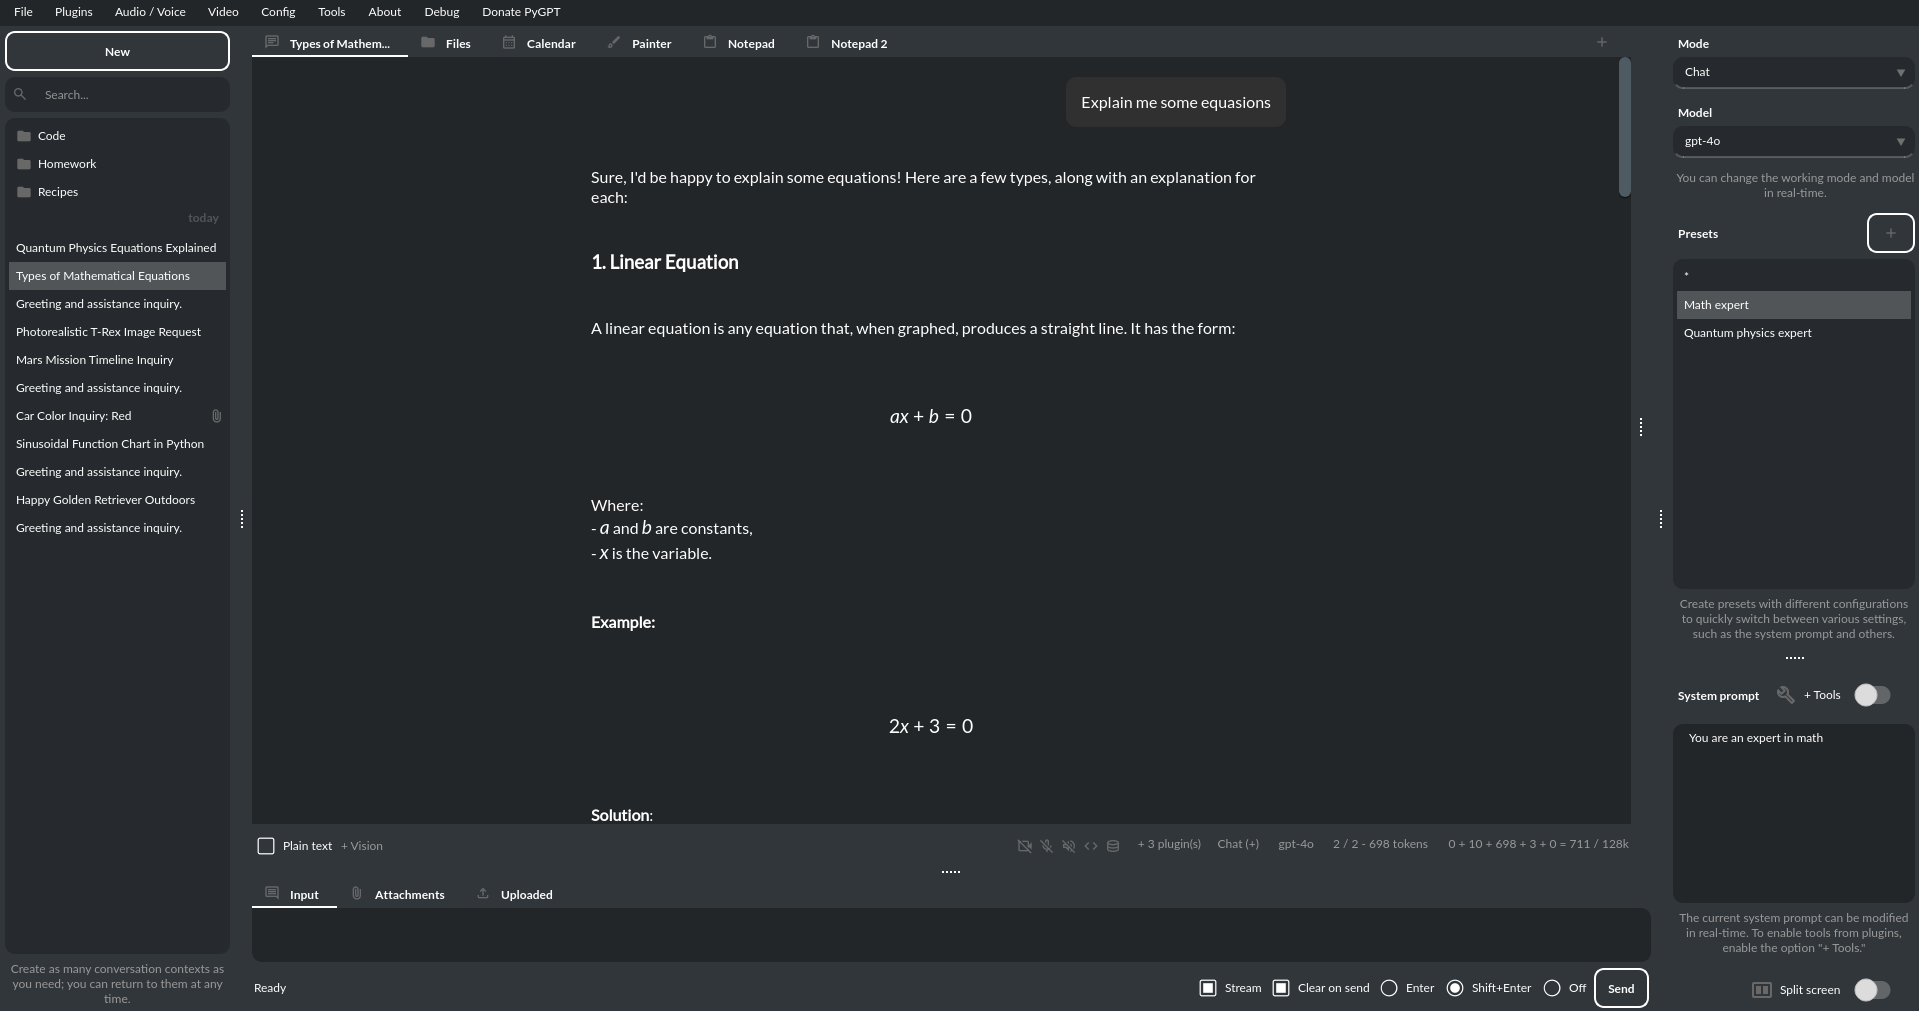 File Plugins Audio / Voice Video Config Tools About Debug Donate PyGPT
New
Search...
Code
Homework
Recipes
today
Quantum Physics Equations Explained
Types of Mathematical Equations
Greeting and assistance inquiry.
Photorealistic T-Rex Image Request
Mars Mission Timeline Inquiry
Greeting and assistance inquiry.
Car Color Inquiry: Red
Sinusoidal Function Chart in Python
Greeting and assistance inquiry.
Happy Golden Retriever Outdoors
Greeting and assistance inquiry.
Create as many conversation contexts as
you need; you can return to them at any
time.
Types of Mathem... Files Calendar Painter Notepad Notepad 2 +
Explain me some equasions
Sure, I'd be happy to explain some equations! Here are a few types, along with an explanation for
each:
1. Linear Equation
A linear equation is any equation that, when graphed, produces a straight line. It has the form:
ax + b = 0
Where:
- a and b are constants,
- x is the variable.
Example:
2x + 3 = 0
Solution:
Plain text + Vision
+ 3 plugin(s) Chat (+) gpt-4o 2 / 2 - 698 tokens 0 + 10 + 698 + 3 + 0 = 711 / 128k
Input Attachments Uploaded
Ready
Stream Clear on send Enter Shift+Enter Off Send
Mode
Chat
Model
gpt-4o
You can change the working mode and model
in real-time.
Presets +
*
Math expert
Quantum physics expert
Create presets with different configurations
to quickly switch between various settings,
such as the system prompt and others.
System prompt + Tools
You are an expert in math
The current system prompt can be modified
in real-time. To enable tools from plugins,
enable the option "+ Tools."
Split screen